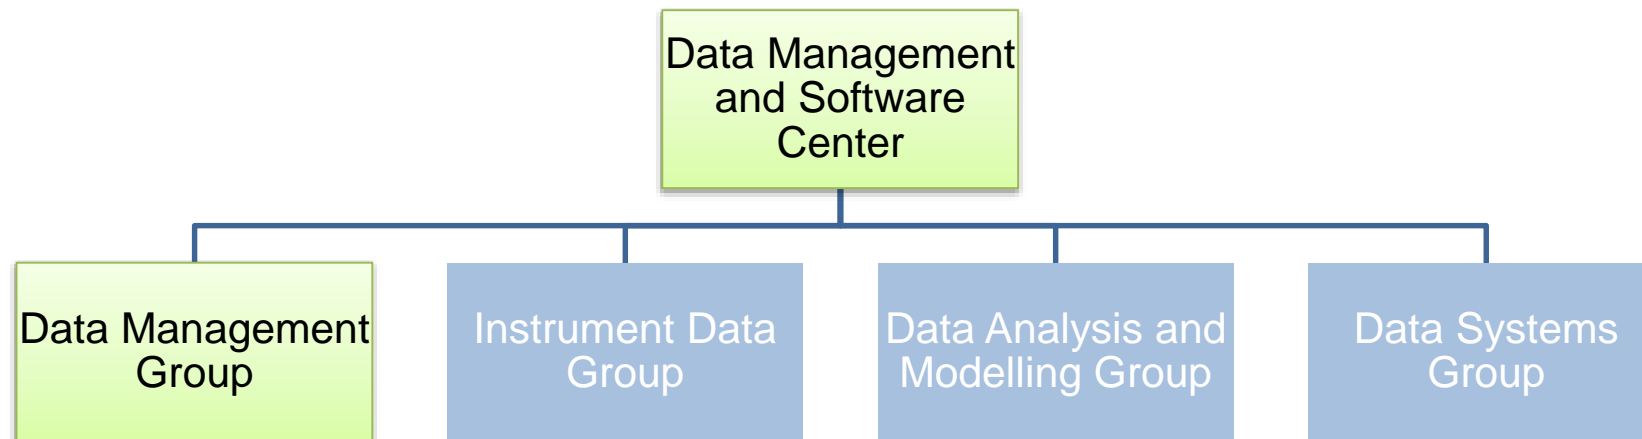 Data Management
and Software
Center
Data Management
Group
Instrument Data
Group
Data Analysis and
Modelling Group
Data Systems
Group